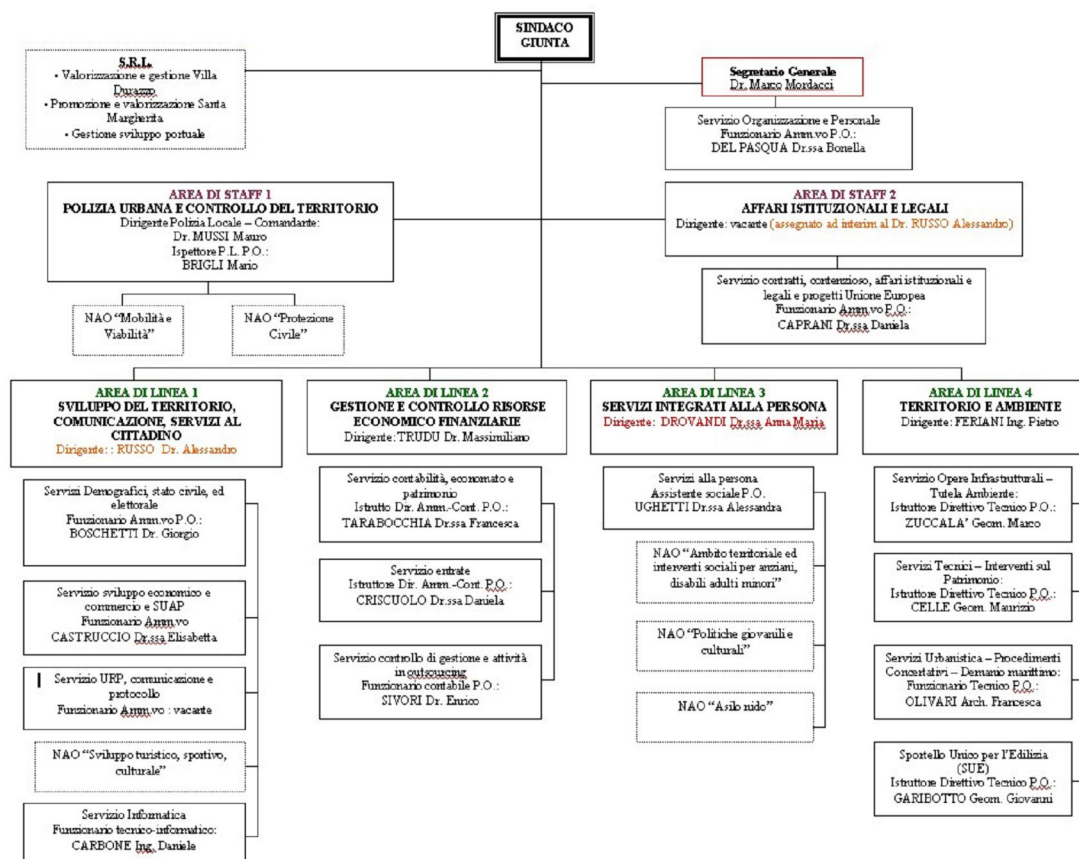 SINDACO
GIUNTA
S.R.L.
• Valorizzazione e gestione Villa
Durazzo
• Promozione e valorizzazione Santa
Margherita
• Gestione sviluppo portuale
Segretario Generale
Dr. Marco Mordacci
Servizio Organizzazione e Personale
Funzionario Amm.vo P.O.:
DEL PASQUA Dr.ssa Bonella
AREA DI STAFF 1
POLIZIA URBANA E CONTROLLO DEL TERRITORIO
Dirigente Polizia Locale – Comandante:
Dr. MUSSI Mauro
Ispettore P.L. P.O.:
BRIGLI Mario
AREA DI STAFF 2
AFFARI ISTITUZIONALI E LEGALI
Dirigente: vacante (assegnato ad interim al Dr. RUSSO Alessandro)
NAO “Mobilità e
Viabilità”
NAO “Protezione
Civile”
Servizio contratti, contenzioso, affari istituzionali e
legali e progetti Unione Europea
Funzionario Amm.vo P.O.:
CAPRANI Dr.ssa Daniela
AREA DI LINEA 1
SVILUPPO DEL TERRITORIO,
COMUNICAZIONE, SERVIZI AL
CITTADINO
Dirigente: : RUSSO Dr. Alessandro
Servizi Demografici, stato civile, ed
elettorale
Funzionario Amm.vo P.O.:
BOSCHETTI Dr. Giorgio
Servizio sviluppo economico e
commercio e SUAP
Funzionario Amm.vo
CASTRUCCIO Dr.ssa Elisabetta
Servizio URP, comunicazione e
protocollo
Funzionario Amm.vo : vacante
NAO “Sviluppo turistico, sportivo,
culturale”
Servizio Informatica
Funzionario tecnico-informatico:
CARBONE Ing. Daniele
AREA DI LINEA 2
GESTIONE E CONTROLLO RISORSE
ECONOMICO FINANZIARIE
Dirigente: TRUDU Dr. Massimiliano
Servizio contabilità, economato e
patrimonio
Istrutto Dir. Amm.-Cont. P.O.:
TARABOCCHIA Dr.ssa Francesca
Servizio entrate
Istruttore Dir. Amm.-Cont. P.O.:
CRISCUOLO Dr.ssa Daniela
Servizio controllo di gestione e attività
in outsourcing
Funzionario contabile P.O.:
SIVORI Dr. Enrico
AREA DI LINEA 3
SERVIZI INTEGRATI ALLA PERSONA
Dirigente: DROVANDI Dr.ssa Anna Maria
Servizi alla persona
Assistente sociale P.O.
UGHETTI Dr.ssa Alessandra
NAO “Ambito territoriale ed
interventi sociali per anziani,
disabili adulti minori”
NAO “Politiche giovanili e
culturali”
NAO “Asilo nido”
AREA DI LINEA 4
TERRITORIO E AMBIENTE
Dirigente: FERIANI Ing. Pietro
Servizio Opere Infrastrutturali –
Tutela Ambiente:
Istruttore Direttivo Tecnico P.O.:
ZUCCALA’ Geom. Marco
Servizi Tecnici – Interventi sul
Patrimonio:
Istruttore Direttivo Tecnico P.O.:
CELLE Geom. Maurizio
Servizi Urbanistica – Procedimenti
Concertativi – Demanio marittimo:
Funzionario Tecnico P.O.:
OLIVARI Arch. Francesca
Sportello Unico per l’Edilizia
(SUE)
Istruttore Direttivo Tecnico P.O.:
GARIBOTTO Geom. Giovanni